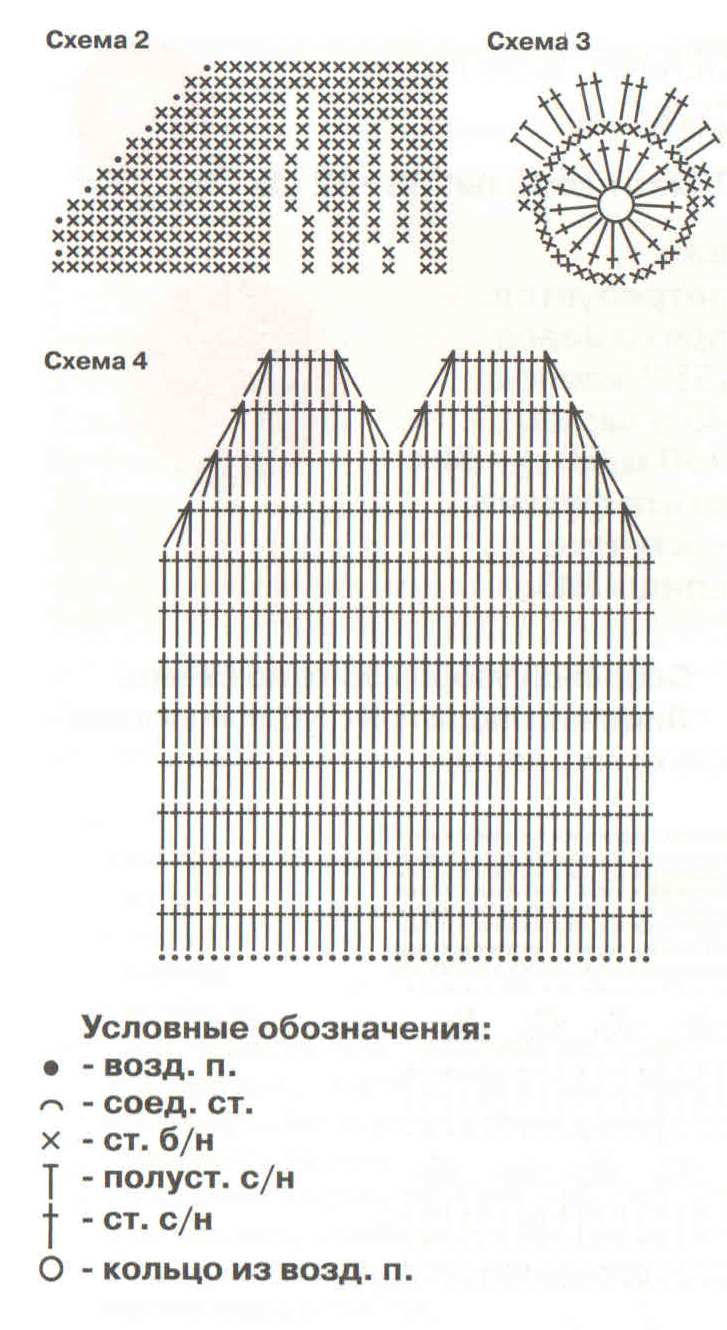 Схема 2
Схема 3
Схема 4
Условные обозначения:
- возд. п.
- соед. ст.
- ст. б/н
- полуст. с/н
- ст. с/н
- кольцо из возд. п.